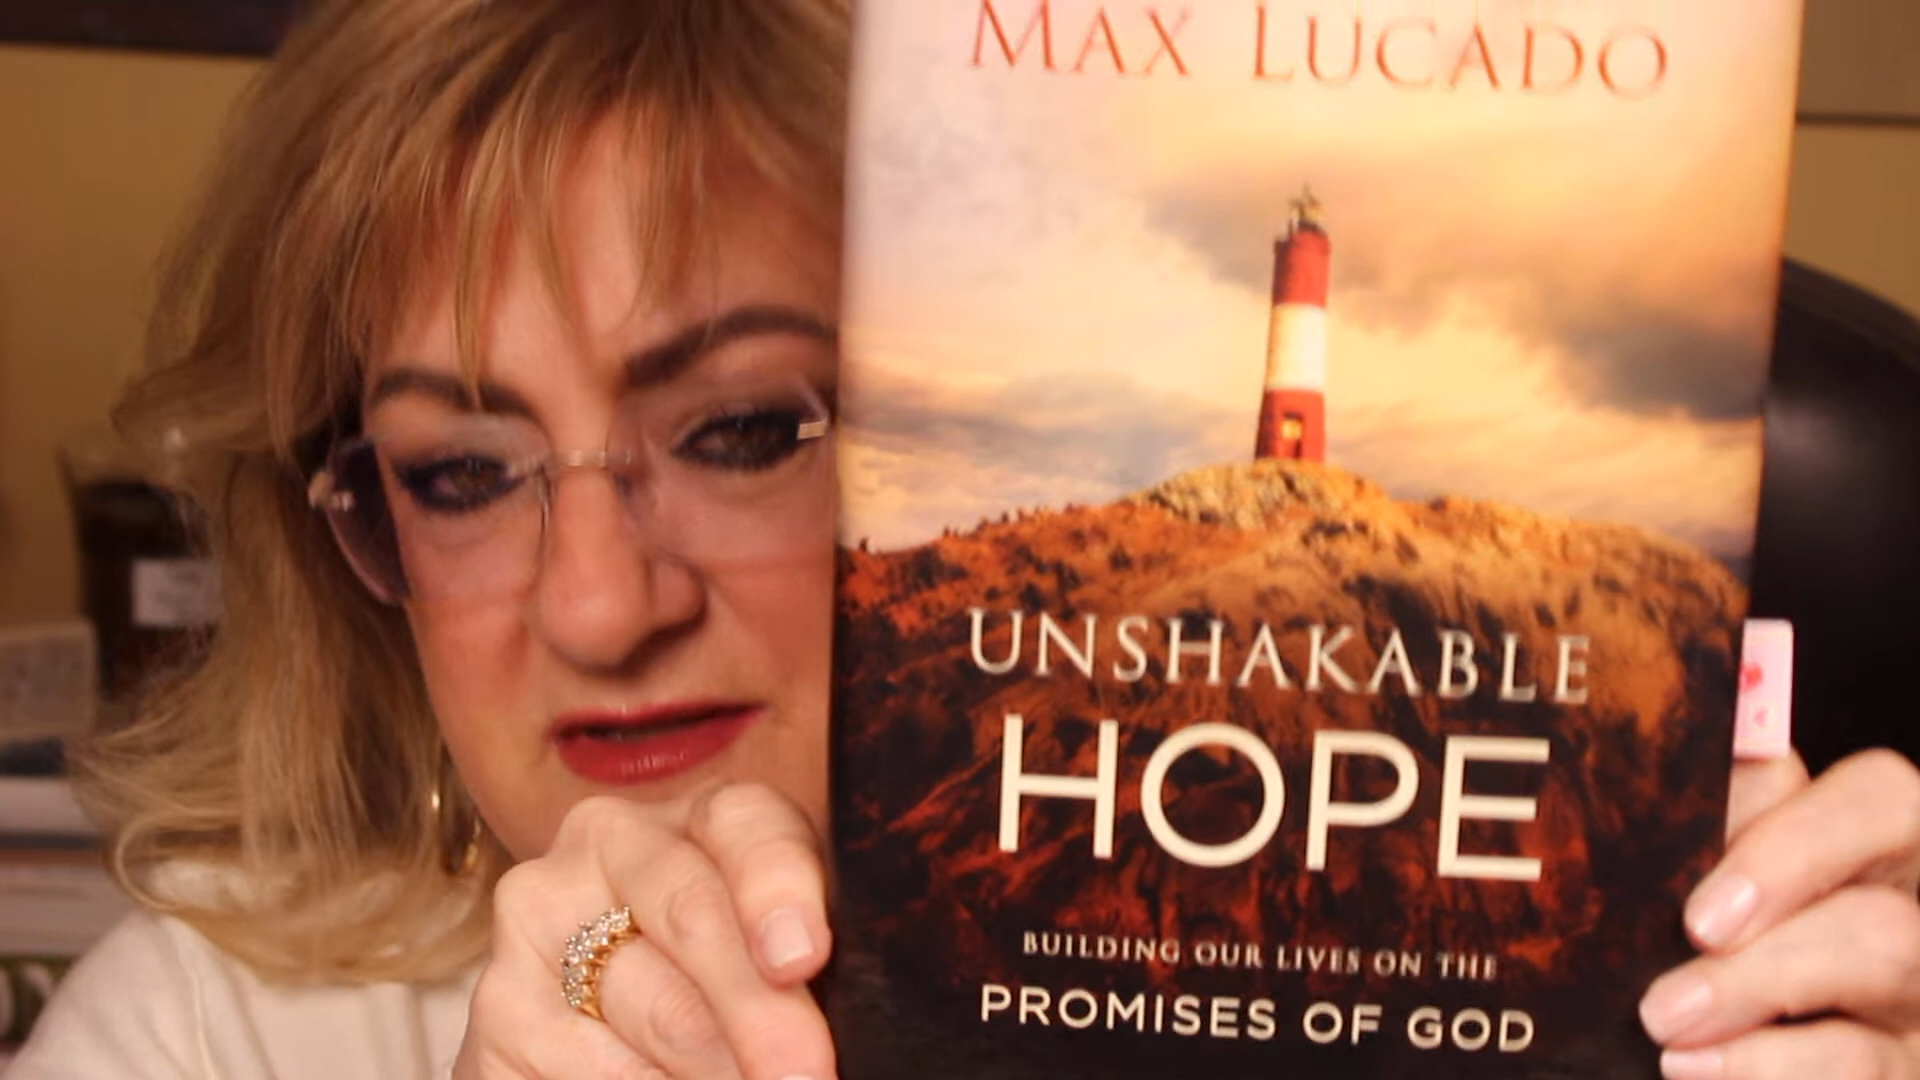 MAX LUCADO
UNSHAKABLE
HOPE
BUILDING OUR LIVES ON THE
PROMISES OF GOD